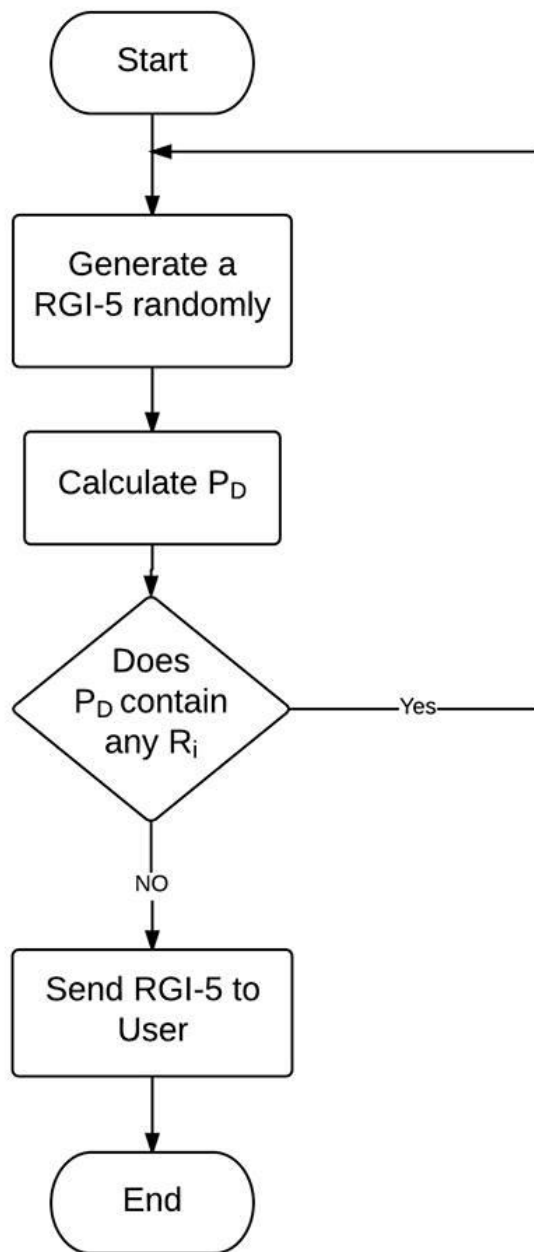 Start
Generate a
RGI-5 randomly
Calculate P_D
Does
P_D contain
any R_i
Yes
NO
Send RGI-5 to
User
End